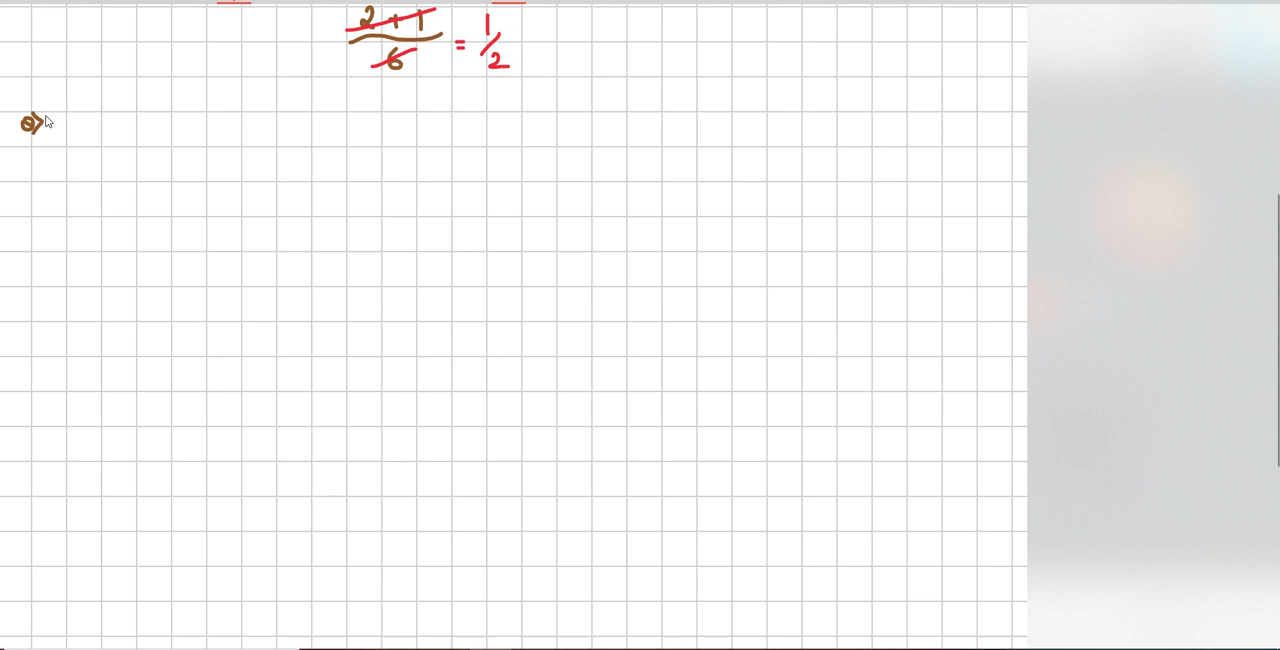 2 + 1
6
= 1/2